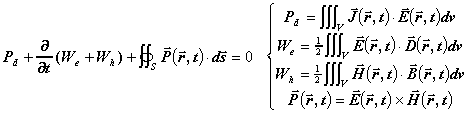 P_d + ∂/∂t (W_e + W_h) + ∯_S P⃗(r⃗,t)·ds⃗ = 0
P_d = ∭_V J⃗(r⃗,t)·E⃗(r⃗,t)dv
W_e = ½∭_V E⃗(r⃗,t)·D⃗(r⃗,t)dv
W_h = ½∭_V H⃗(r⃗,t)·B⃗(r⃗,t)dv
P⃗(r⃗,t) = E⃗(r⃗,t)×H⃗(r⃗,t)